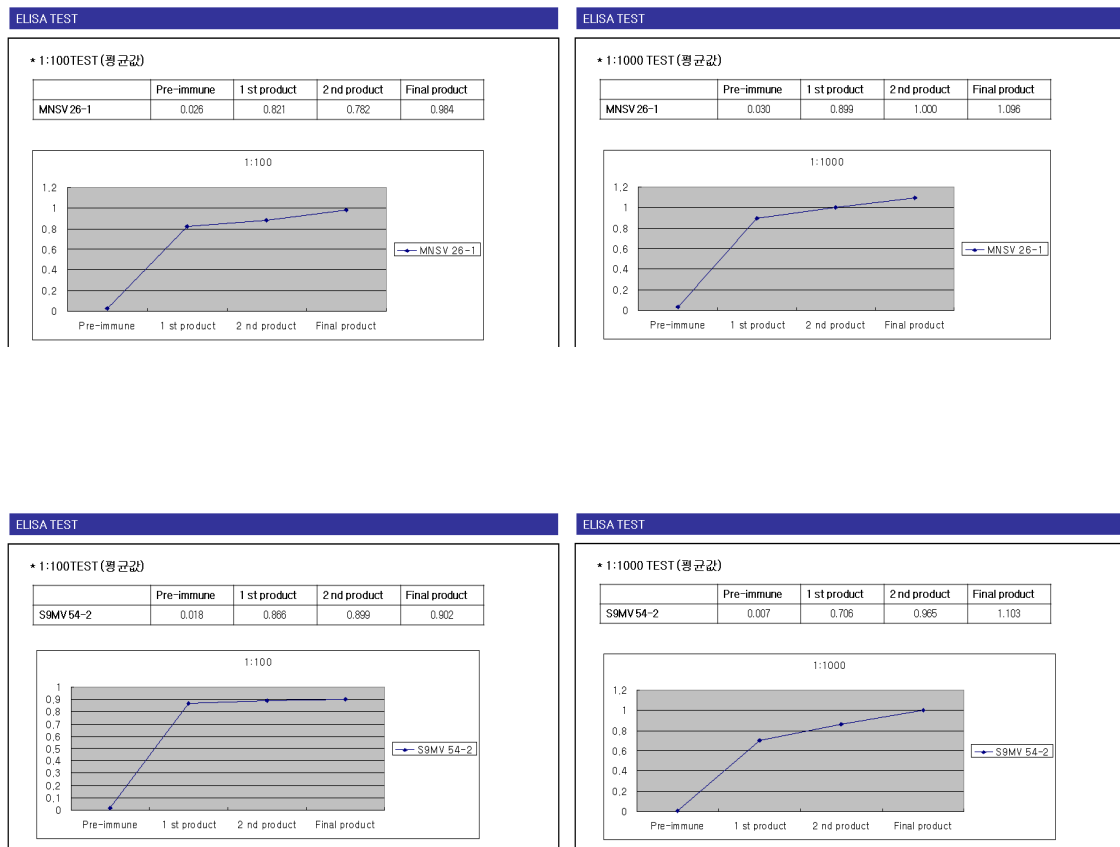 ELISA TEST
* 1:100TEST(평균값)
Pre-immune 1 st product 2 nd product Final product
MNSV 26-1 0.026 0.821 0.782 0.984
1:100
1.2
1
0.8
0.6
0.4
0.2
0
Pre-immune 1 st product 2 nd product Final product
MNSV 26-1
ELISA TEST
* 1:1000 TEST(평균값)
Pre-immune 1 st product 2 nd product Final product
MNSV 26-1 0.030 0.899 1.000 1.096
1:1000
1.2
1
0.8
0.6
0.4
0.2
0
Pre-immune 1 st product 2 nd product Final product
MNSV 26-1
ELISA TEST
* 1:100TEST(평균값)
Pre-immune 1 st product 2 nd product Final product
S9MV 54-2 0.018 0.866 0.899 0.902
1:100
1
0.9
0.8
0.7
0.6
0.5
0.4
0.3
0.2
0.1
0
Pre-immune 1 st product 2 nd product Final product
S9MV 54-2
ELISA TEST
* 1:1000 TEST(평균값)
Pre-immune 1 st product 2 nd product Final product
S9MV 54-2 0.007 0.706 0.965 1.103
1:1000
1.2
1
0.8
0.6
0.4
0.2
0
Pre-immune 1 st product 2 nd product Final product
S9MV 54-2